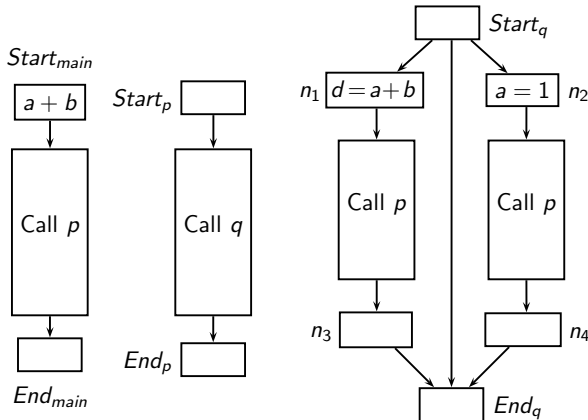 Start_main
a + b
Call p
End_main
Start_p
Call q
End_p
Start_q
n_1 d = a + b
a = 1 n_2
Call p
Call p
n_3
n_4
End_q